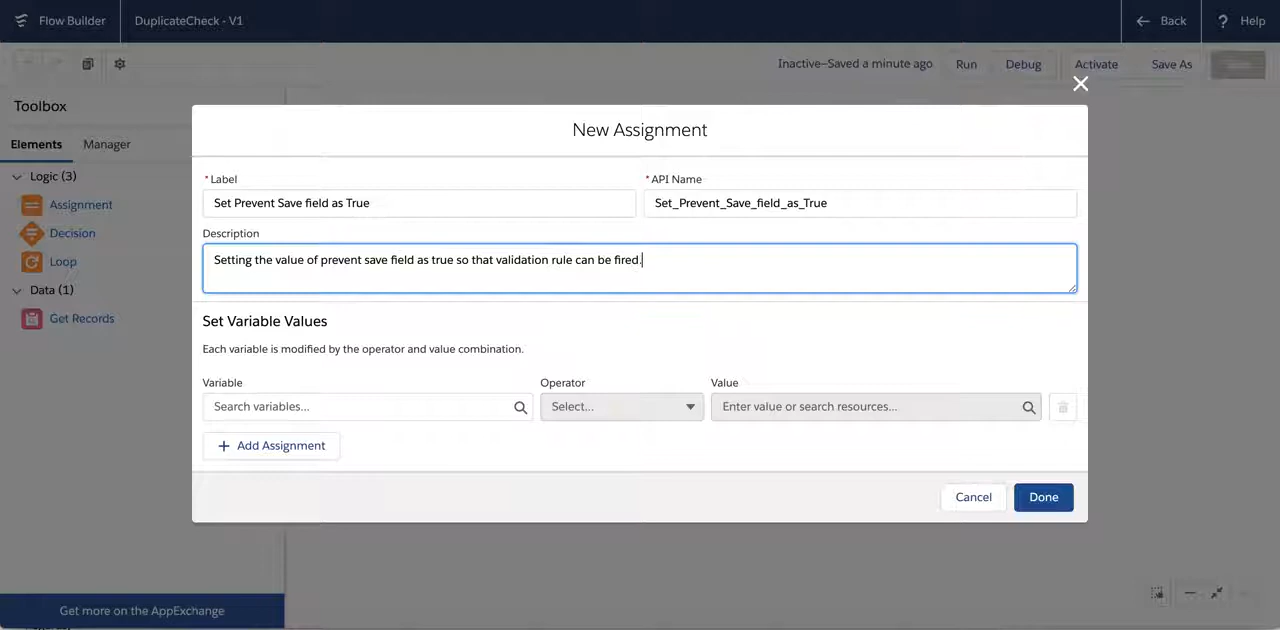 Flow Builder
DuplicateCheck - V1
Back
? Help
Inactive—Saved a minute ago
Run
Debug
Activate
Save As
Toolbox
Elements
Manager
Logic (3)
Assignment
Decision
Loop
Data (1)
Get Records
New Assignment
* Label
* API Name
Set Prevent Save field as True
Set_Prevent_Save_field_as_True
Description
Setting the value of prevent save field as true so that validation rule can be fired.
Set Variable Values
Each variable is modified by the operator and value combination.
Variable
Operator
Value
Search variables...
Select...
Enter value or search resources...
+ Add Assignment
Cancel
Done
Get more on the AppExchange